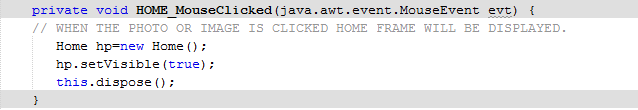 private void HOME_MouseClicked(java.awt.event.MouseEvent evt) {
// WHEN THE PHOTO OR IMAGE IS CLICKED HOME FRAME WILL BE DISPLAYED.
Home hp=new Home();
hp.setVisible(true);
this.dispose();
}